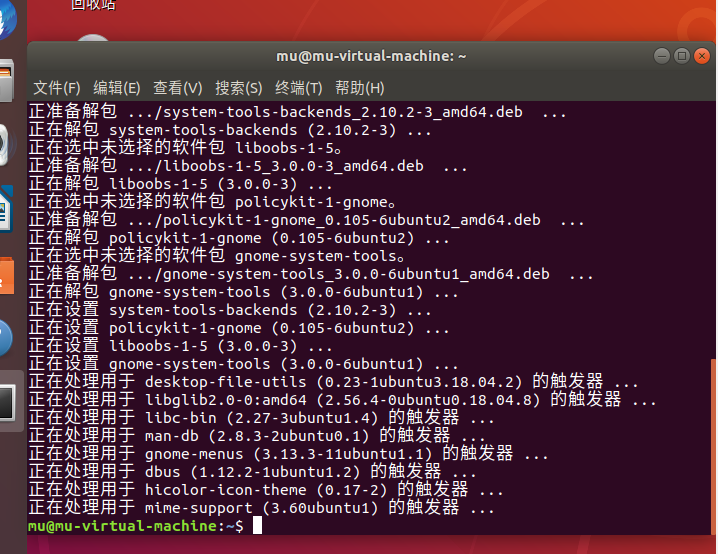 回收站
mu@mu-virtual-machine: ~
文件(F) 编辑(E) 查看(V) 搜索(S) 终端(T) 帮助(H)
正准备解包 .../system-tools-backends_2.10.2-3_amd64.deb  ...
正在解包 system-tools-backends (2.10.2-3) ...
正在选中未选择的软件包 liboobs-1-5。
正准备解包 .../liboobs-1-5_3.0.0-3_amd64.deb  ...
正在解包 liboobs-1-5 (3.0.0-3) ...
正在选中未选择的软件包 policykit-1-gnome。
正准备解包 .../policykit-1-gnome_0.105-6ubuntu2_amd64.deb  ...
正在解包 policykit-1-gnome (0.105-6ubuntu2) ...
正在选中未选择的软件包 gnome-system-tools。
正准备解包 .../gnome-system-tools_3.0.0-6ubuntu1_amd64.deb  ...
正在解包 gnome-system-tools (3.0.0-6ubuntu1) ...
正在设置 system-tools-backends (2.10.2-3) ...
正在设置 policykit-1-gnome (0.105-6ubuntu2) ...
正在设置 liboobs-1-5 (3.0.0-3) ...
正在设置 gnome-system-tools (3.0.0-6ubuntu1) ...
正在处理用于 desktop-file-utils (0.23-1ubuntu3.18.04.2) 的触发器 ...
正在处理用于 libglib2.0-0:amd64 (2.56.4-0ubuntu0.18.04.8) 的触发器 ...
正在处理用于 libc-bin (2.27-3ubuntu1.4) 的触发器 ...
正在处理用于 man-db (2.8.3-2ubuntu0.1) 的触发器 ...
正在处理用于 gnome-menus (3.13.3-11ubuntu1.1) 的触发器 ...
正在处理用于 dbus (1.12.2-1ubuntu1.2) 的触发器 ...
正在处理用于 hicolor-icon-theme (0.17-2) 的触发器 ...
正在处理用于 mime-support (3.60ubuntu1) 的触发器 ...
mu@mu-virtual-machine:~$